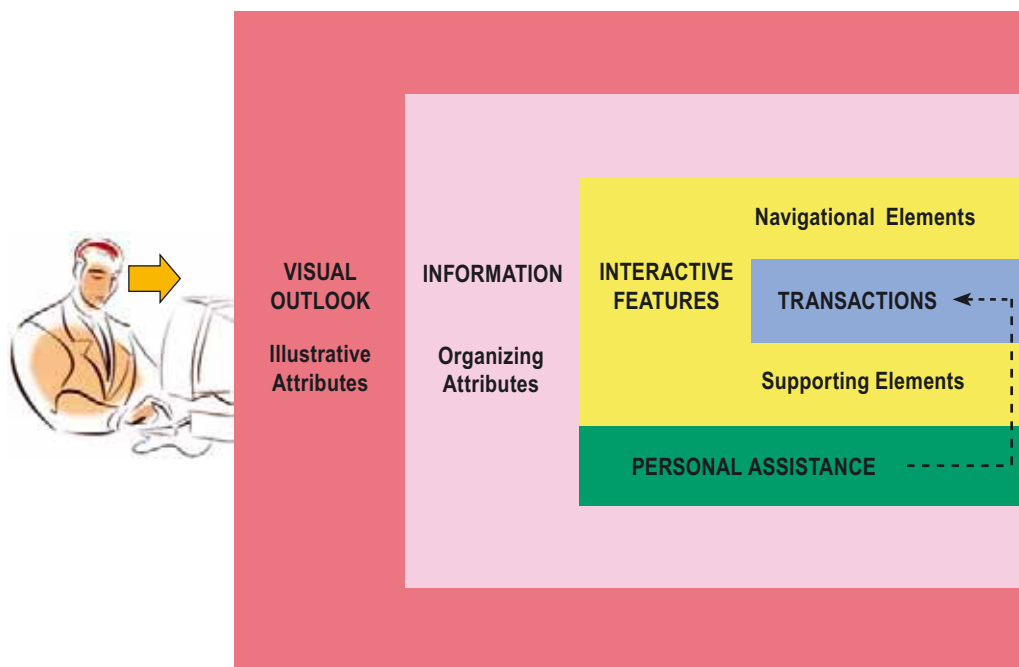 VISUAL
OUTLOOK
Illustrative
Attributes
INFORMATION
Organizing
Attributes
INTERACTIVE
FEATURES
Navigational Elements
TRANSACTIONS
Supporting Elements
PERSONAL ASSISTANCE